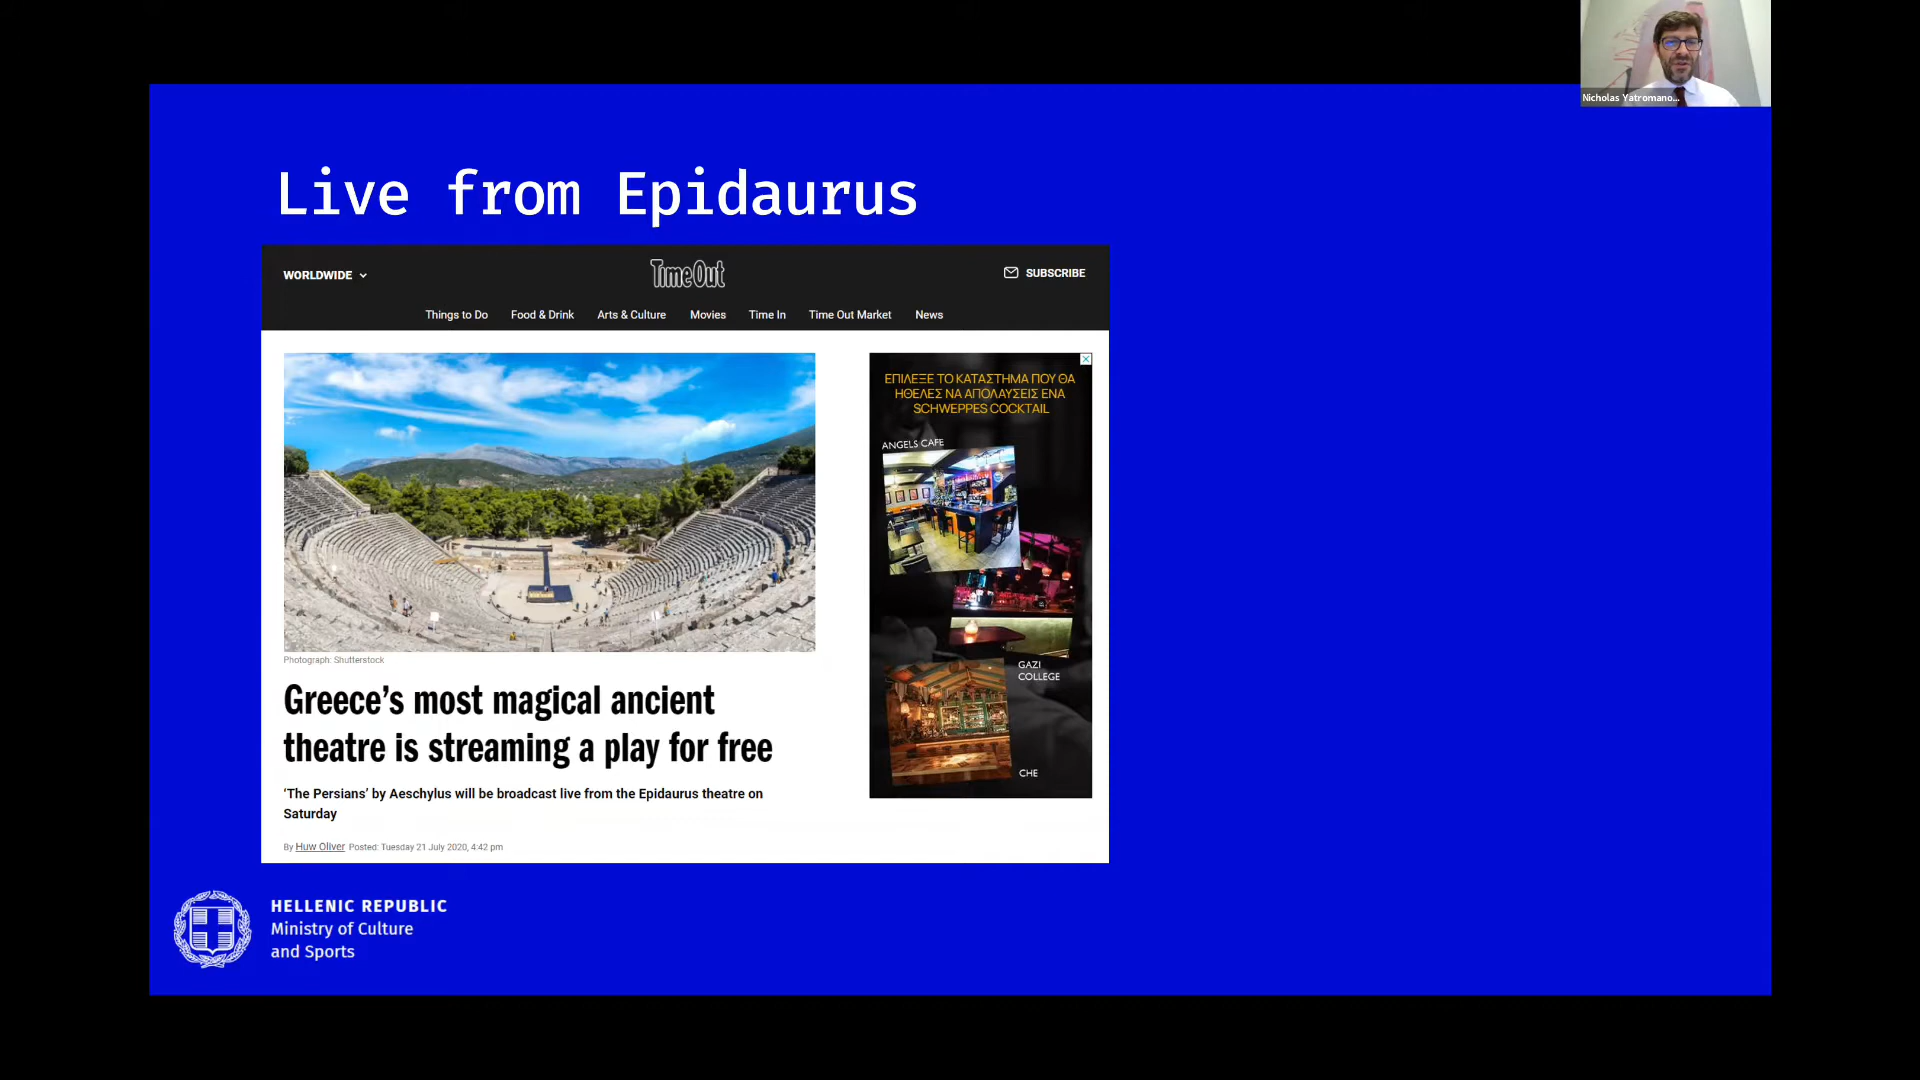 Nicholas Yatromano...
Live from Epidaurus
WORLDWIDE
TimeOut
SUBSCRIBE
Things to Do Food & Drink Arts & Culture Movies Time In Time Out Market News
ΕΠΙΛΕΞΕ ΤΟ ΚΑΤΑΣΤΗΜΑ ΠΟΥ ΘΑ
ΗΘΕΛΕΣ ΝΑ ΑΠΟΛΑΥΣΕΙΣ ΕΝΑ
SCHWEPPES COCKTAIL
ANGELS CAFE
GAZI
COLLEGE
CHE
Photograph: Shutterstock
Greece's most magical ancient
theatre is streaming a play for free
‘The Persians’ by Aeschylus will be broadcast live from the Epidaurus theatre on
Saturday
By Huw Oliver Posted: Tuesday 21 July 2020, 4:42 pm
HELLENIC REPUBLIC
Ministry of Culture
and Sports